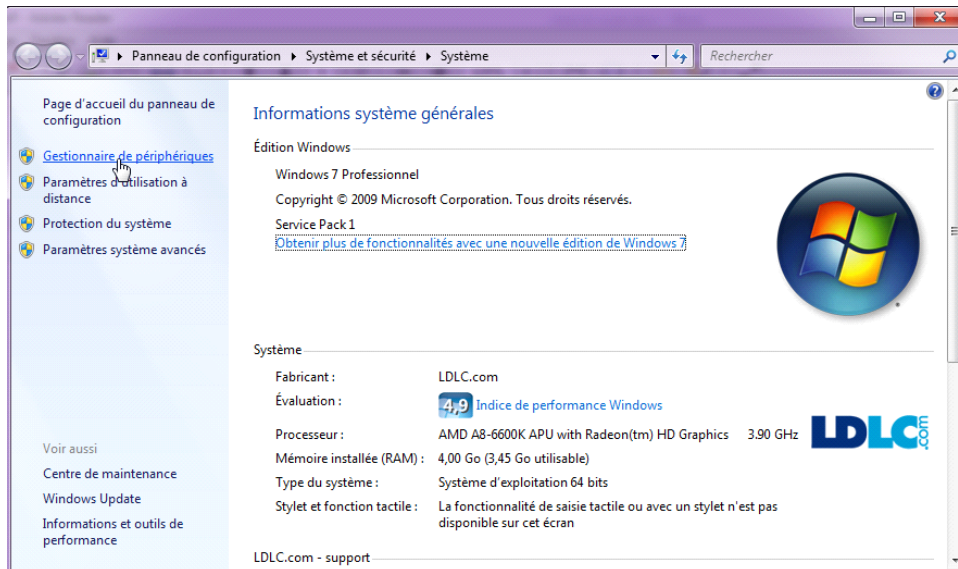 Panneau de configuration ▸ Système et sécurité ▸ Système
Rechercher
Page d'accueil du panneau de
configuration
Gestionnaire de périphériques
Paramètres d'utilisation à
distance
Protection du système
Paramètres système avancés
Voir aussi
Centre de maintenance
Windows Update
Informations et outils de
performance
Informations système générales
Édition Windows
Windows 7 Professionnel
Copyright © 2009 Microsoft Corporation. Tous droits réservés.
Service Pack 1
Obtenir plus de fonctionnalités avec une nouvelle édition de Windows 7
Système
Fabricant : LDLC.com
Évaluation : 4,9 Indice de performance Windows
Processeur : AMD A8-6600K APU with Radeon(tm) HD Graphics 3.90 GHz
Mémoire installée (RAM) : 4,00 Go (3,45 Go utilisable)
Type du système : Système d'exploitation 64 bits
Stylet et fonction tactile : La fonctionnalité de saisie tactile ou avec un stylet n'est pas
disponible sur cet écran
LDLC.com
LDLC.com - support